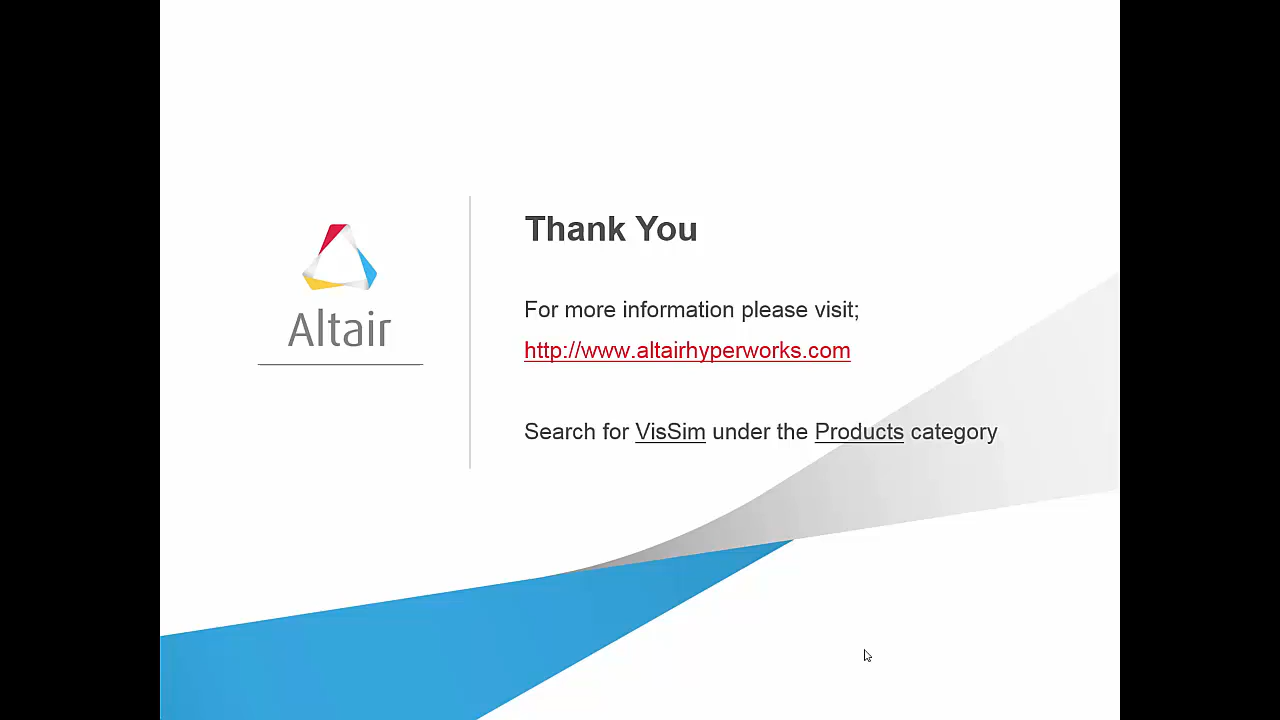 Altair
Thank You
For more information please visit;
http://www.altairhyperworks.com
Search for VisSim under the Products category